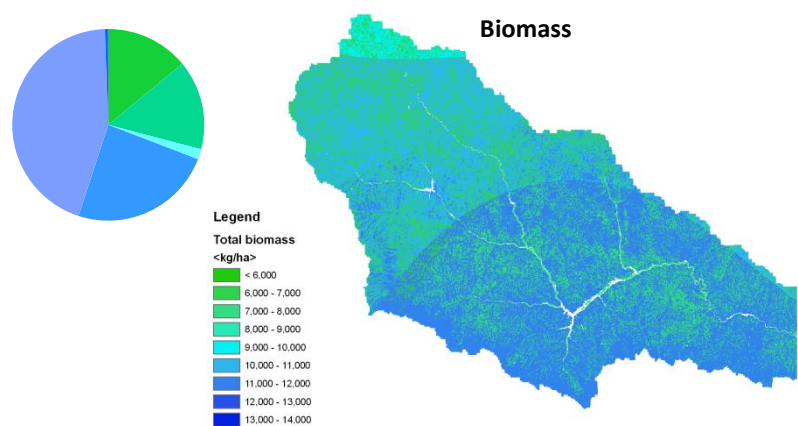 Biomass
Legend
Total biomass
<kg/ha>
< 6,000
6,000 - 7,000
7,000 - 8,000
8,000 - 9,000
9,000 - 10,000
10,000 - 11,000
11,000 - 12,000
12,000 - 13,000
13,000 - 14,000